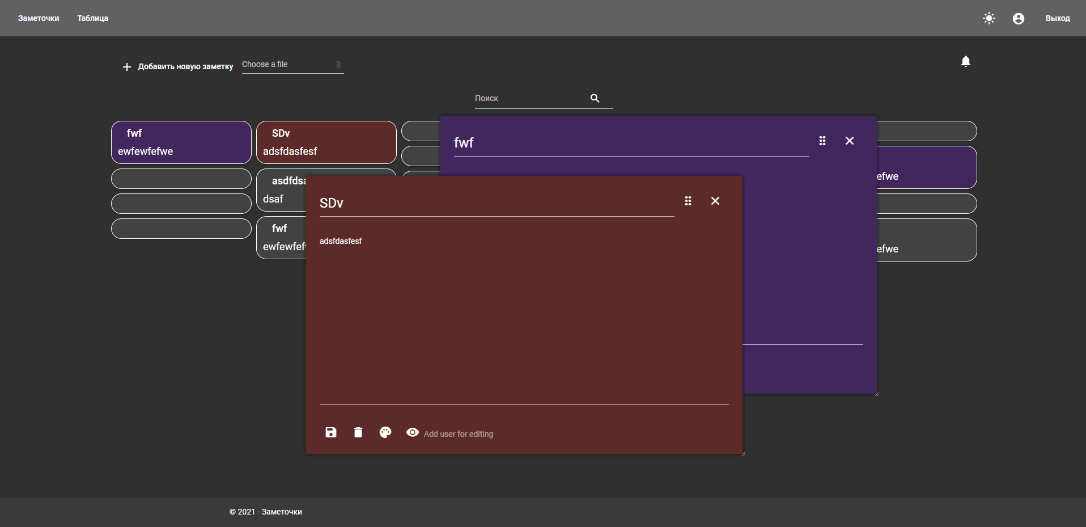 Заметочки Таблица Выход
Добавить новую заметку Choose a file
Поиск
fwf
ewfewfefwe
SDv
adsfdasfesf
asdfdsa
dsaf
fwf
fwf
SDv
adsfdasfesf
Add user for editing
efwe
efwe
© 2021 · Заметочки